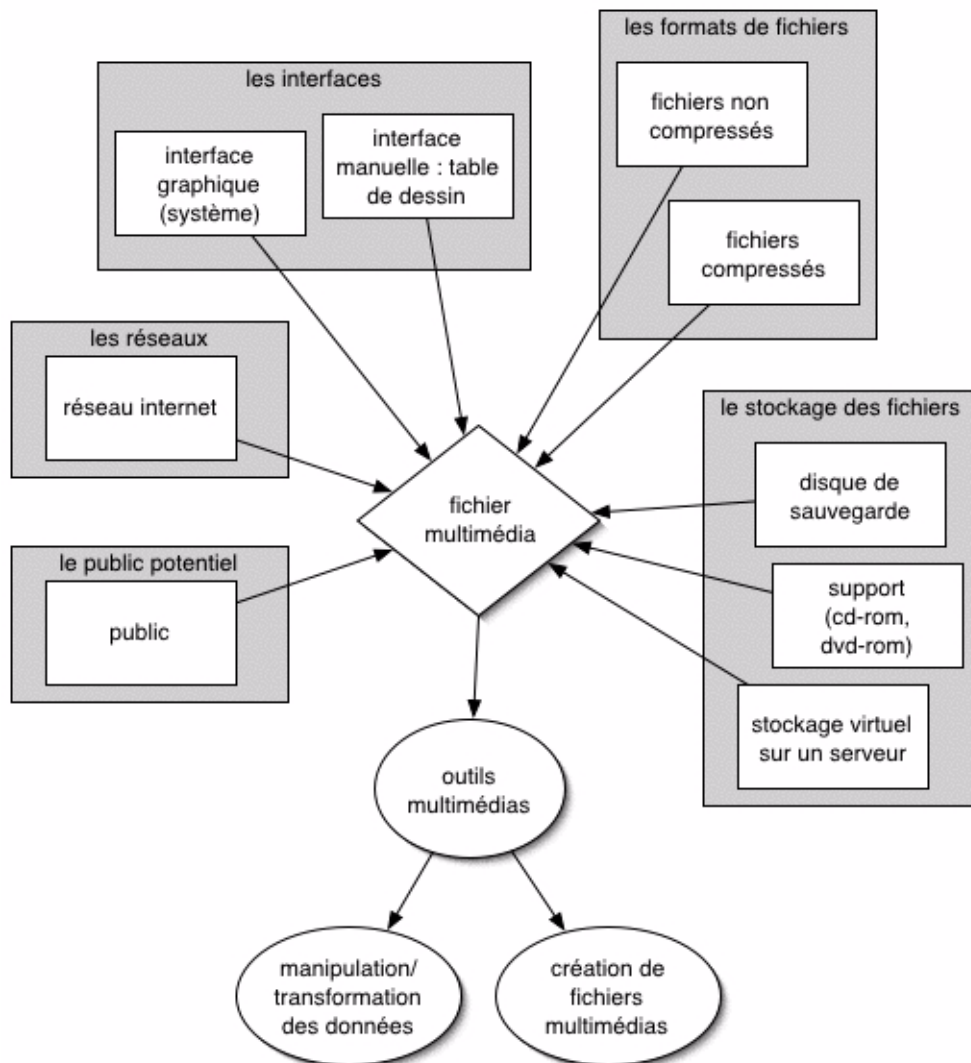 les formats de fichiers
fichiers non
compressés
fichiers
compressés
les interfaces
interface
graphique
(système)
interface
manuelle : table
de dessin
les réseaux
réseau internet
le public potentiel
public
le stockage des fichiers
disque de
sauvegarde
support
(cd-rom,
dvd-rom)
stockage virtuel
sur un serveur
fichier
multimédia
outils
multimédias
manipulation/
transformation
des données
création de
fichiers
multimédias